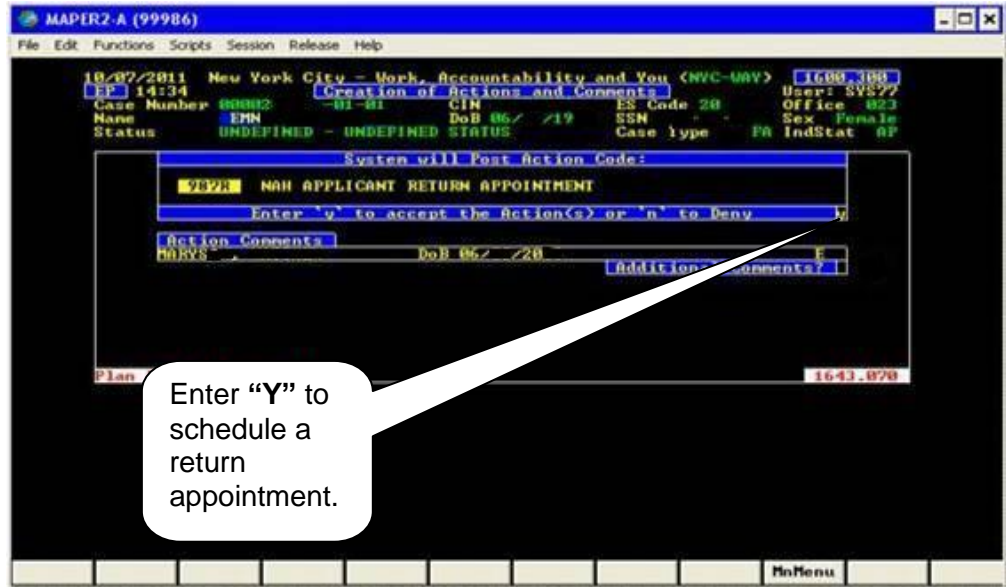 MAPER2-A (99986)
File Edit Functions Scripts Session Release Help
10/07/2011 New York City - Work, Accountability and You (NYC-WAY) 1600.300
EP 14:34 Creation of Actions and Comments User: SYS77
Case Number 00002 -01-01 CIN ES Code 20 Office 023
Name EMN DoB 06/ /19 SSN - - Sex Female
Status UNDEFINED - UNDEFINED STATUS Case Type FA IndStat AP
System will Post Action Code:
987R NAH APPLICANT RETURN APPOINTMENT
Enter 'y' to accept the Action(s) or 'n' to Deny y
Action Comments
MARYS , DoB 06/ /20 E
Additional Comments?
Plan 1643.070
Enter “Y” to
schedule a
return
appointment.
MnMenu